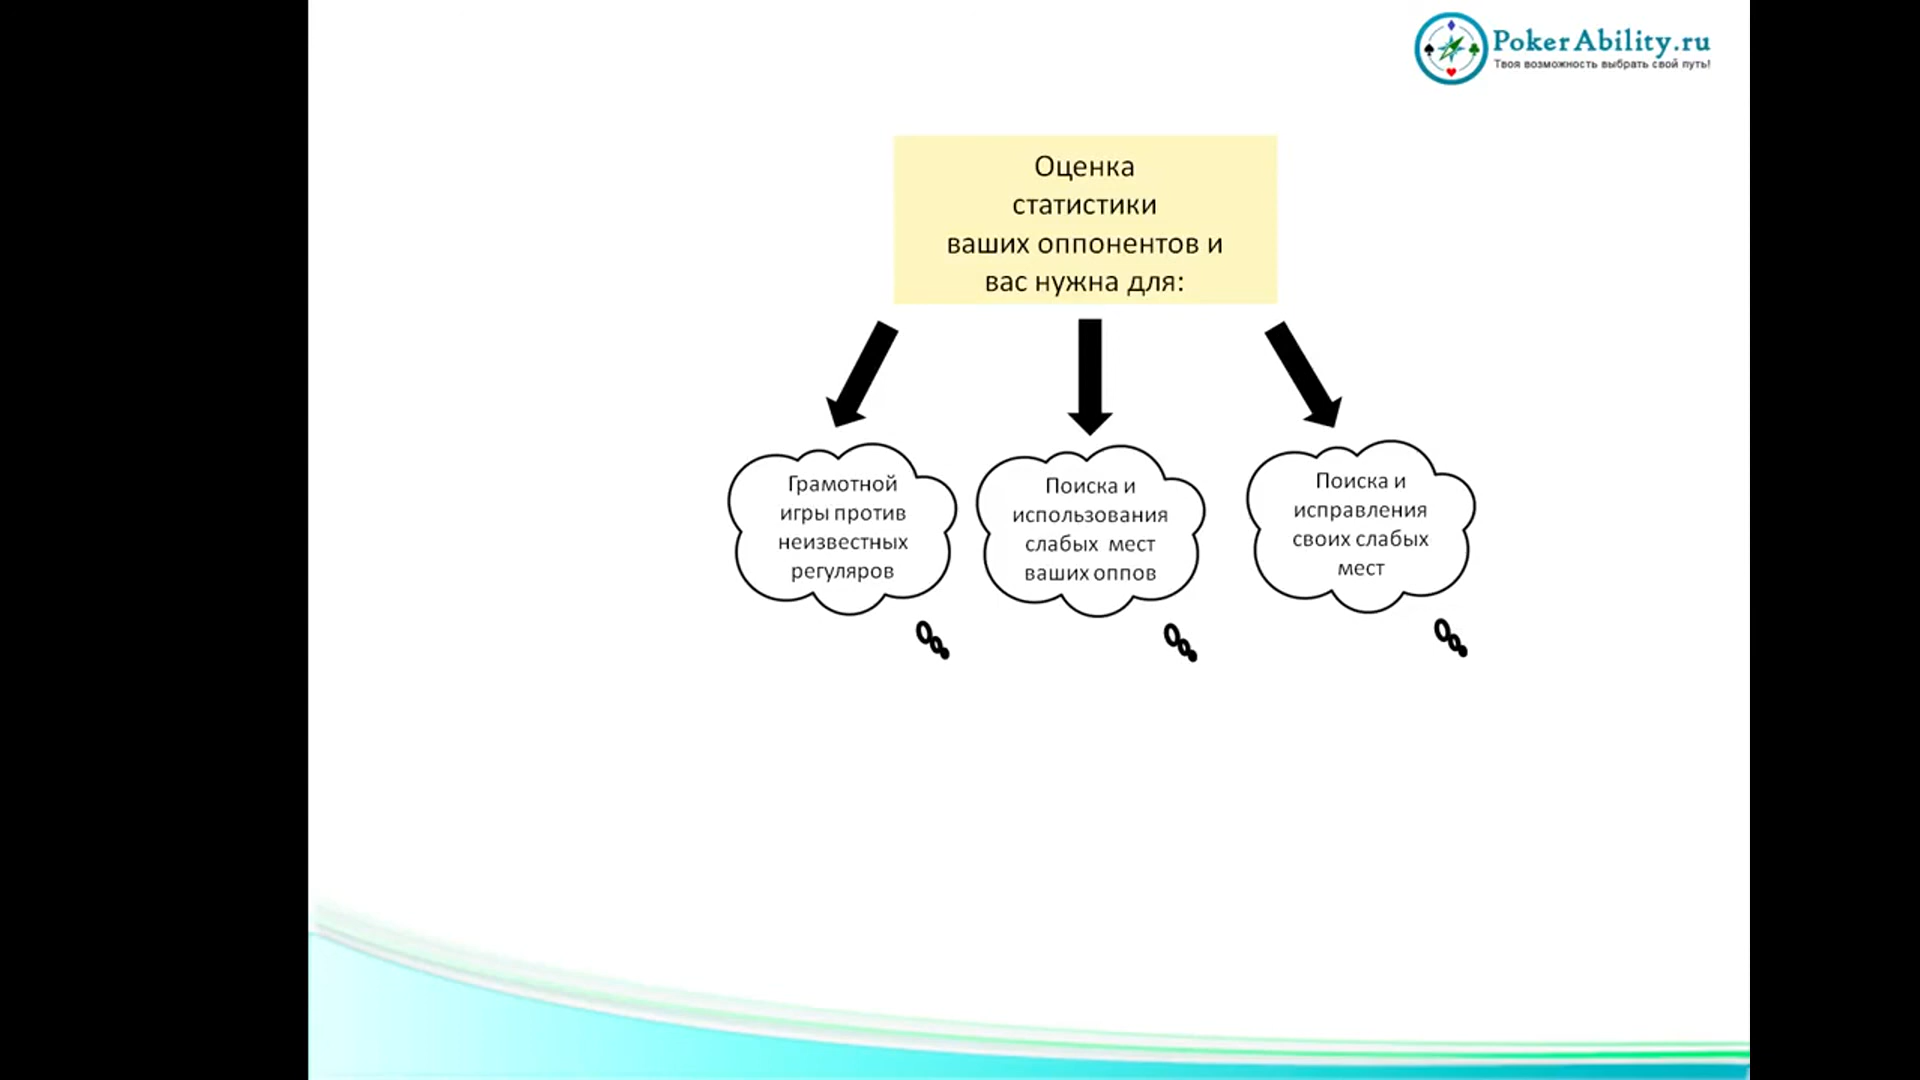 PokerAbility.ru
Твоя возможность выбрать свой путь!
Оценка
статистики
ваших оппонентов и
вас нужна для:
Грамотной
игры против
неизвестных
регуляров
Поиска и
использования
слабых мест
ваших оппов
Поиска и
исправления
своих слабых
мест